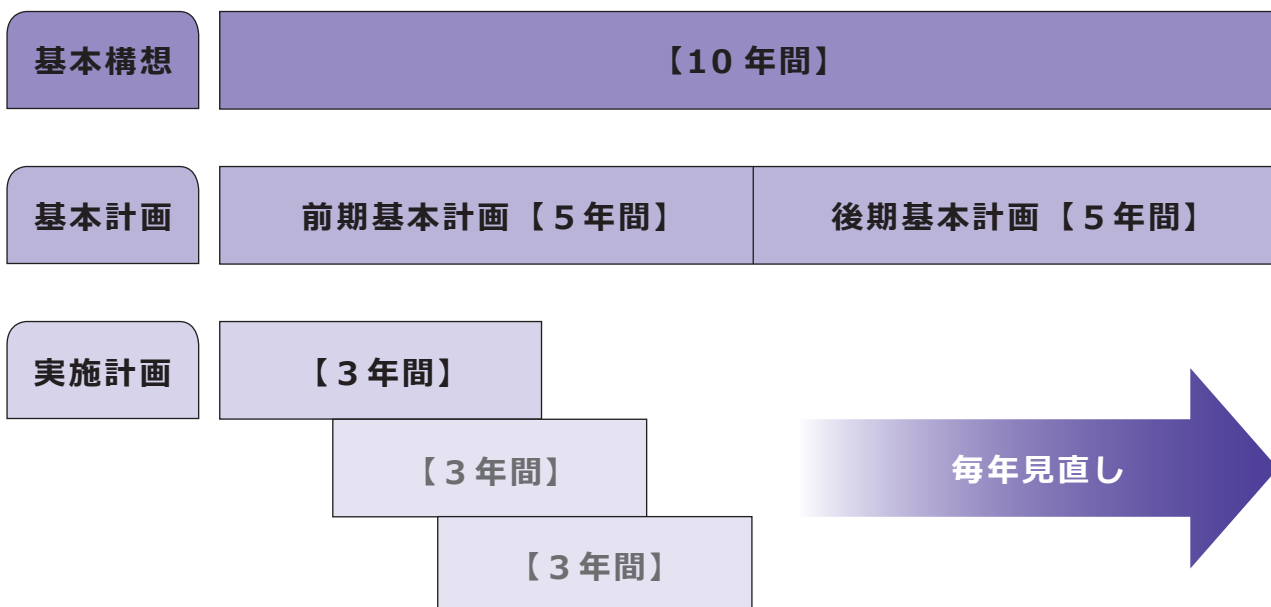 基本構想
【10 年間】
基本計画
前期基本計画【５年間】
後期基本計画【５年間】
実施計画
【３年間】
【３年間】
毎年見直し
【３年間】